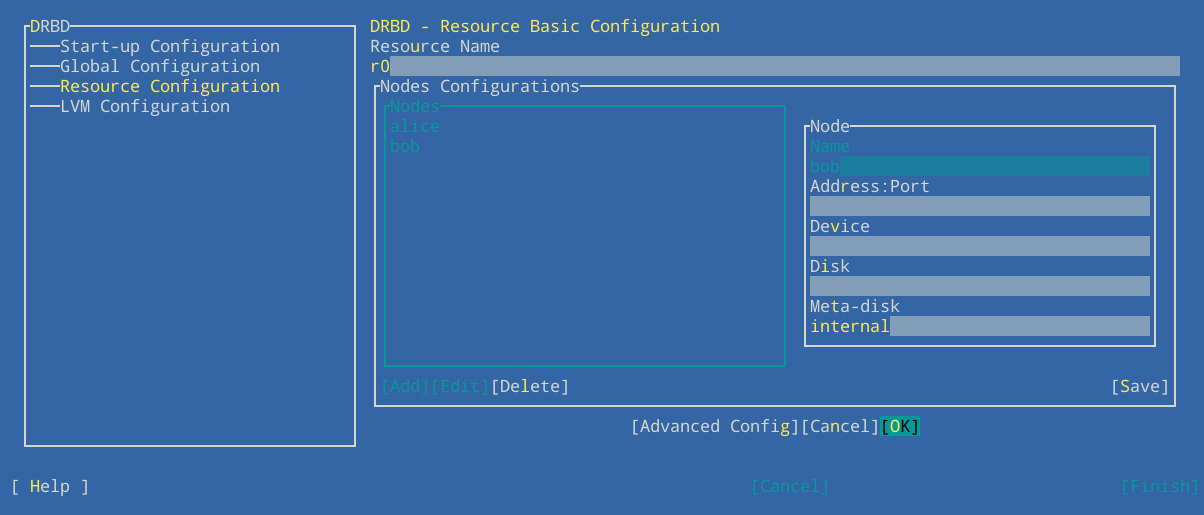 DRBD
Start-up Configuration
Global Configuration
Resource Configuration
LVM Configuration
DRBD - Resource Basic Configuration
Resource Name
r0
Nodes Configurations
Nodes
alice
bob
Node
Name
bob
Address:Port
Device
Disk
Meta-disk
internal
[Add][Edit][Delete]
[Save]
[Advanced Config][Cancel][OK]
[ Help ]
[Cancel]
[Finish]